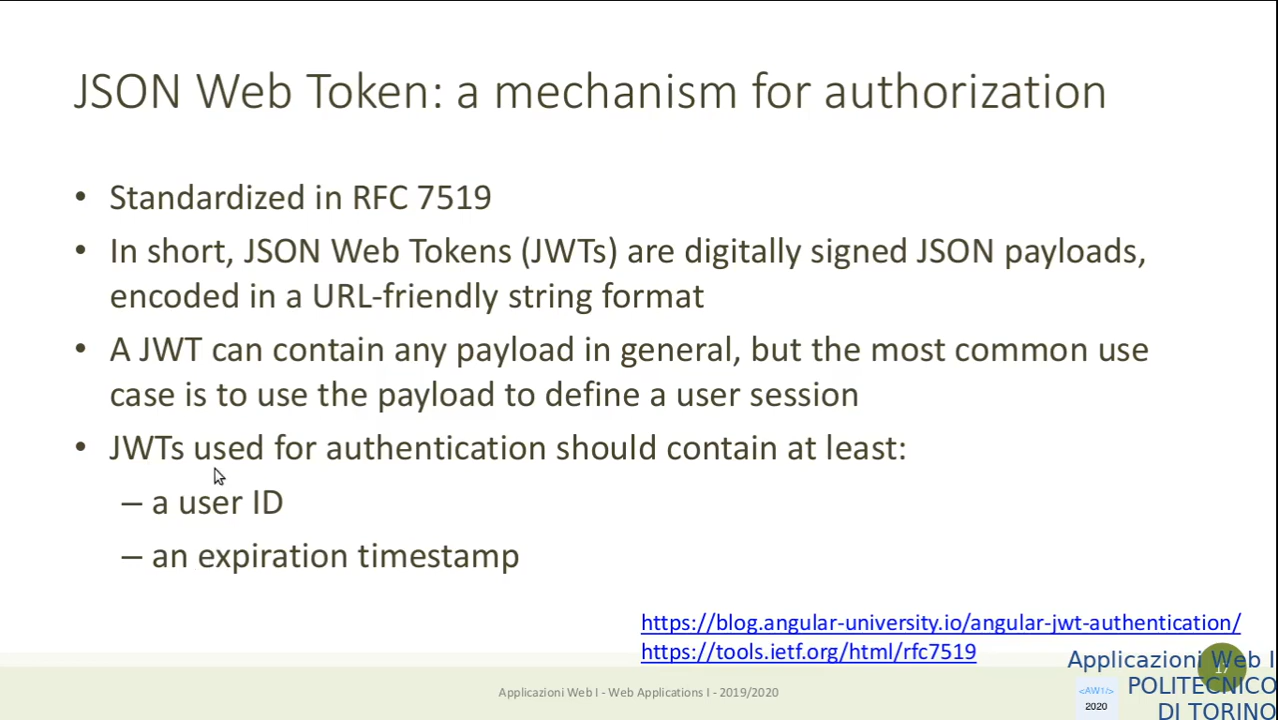 JSON Web Token: a mechanism for authorization
• Standardized in RFC 7519
• In short, JSON Web Tokens (JWTs) are digitally signed JSON payloads,
encoded in a URL-friendly string format
• A JWT can contain any payload in general, but the most common use
case is to use the payload to define a user session
• JWTs used for authentication should contain at least:
– a user ID
– an expiration timestamp
https://blog.angular-university.io/angular-jwt-authentication/
https://tools.ietf.org/html/rfc7519
Applicazioni Web I - Web Applications I - 2019/2020
Applicazioni Web I
POLITECNICO
DI TORINO
<AW1/>
2020